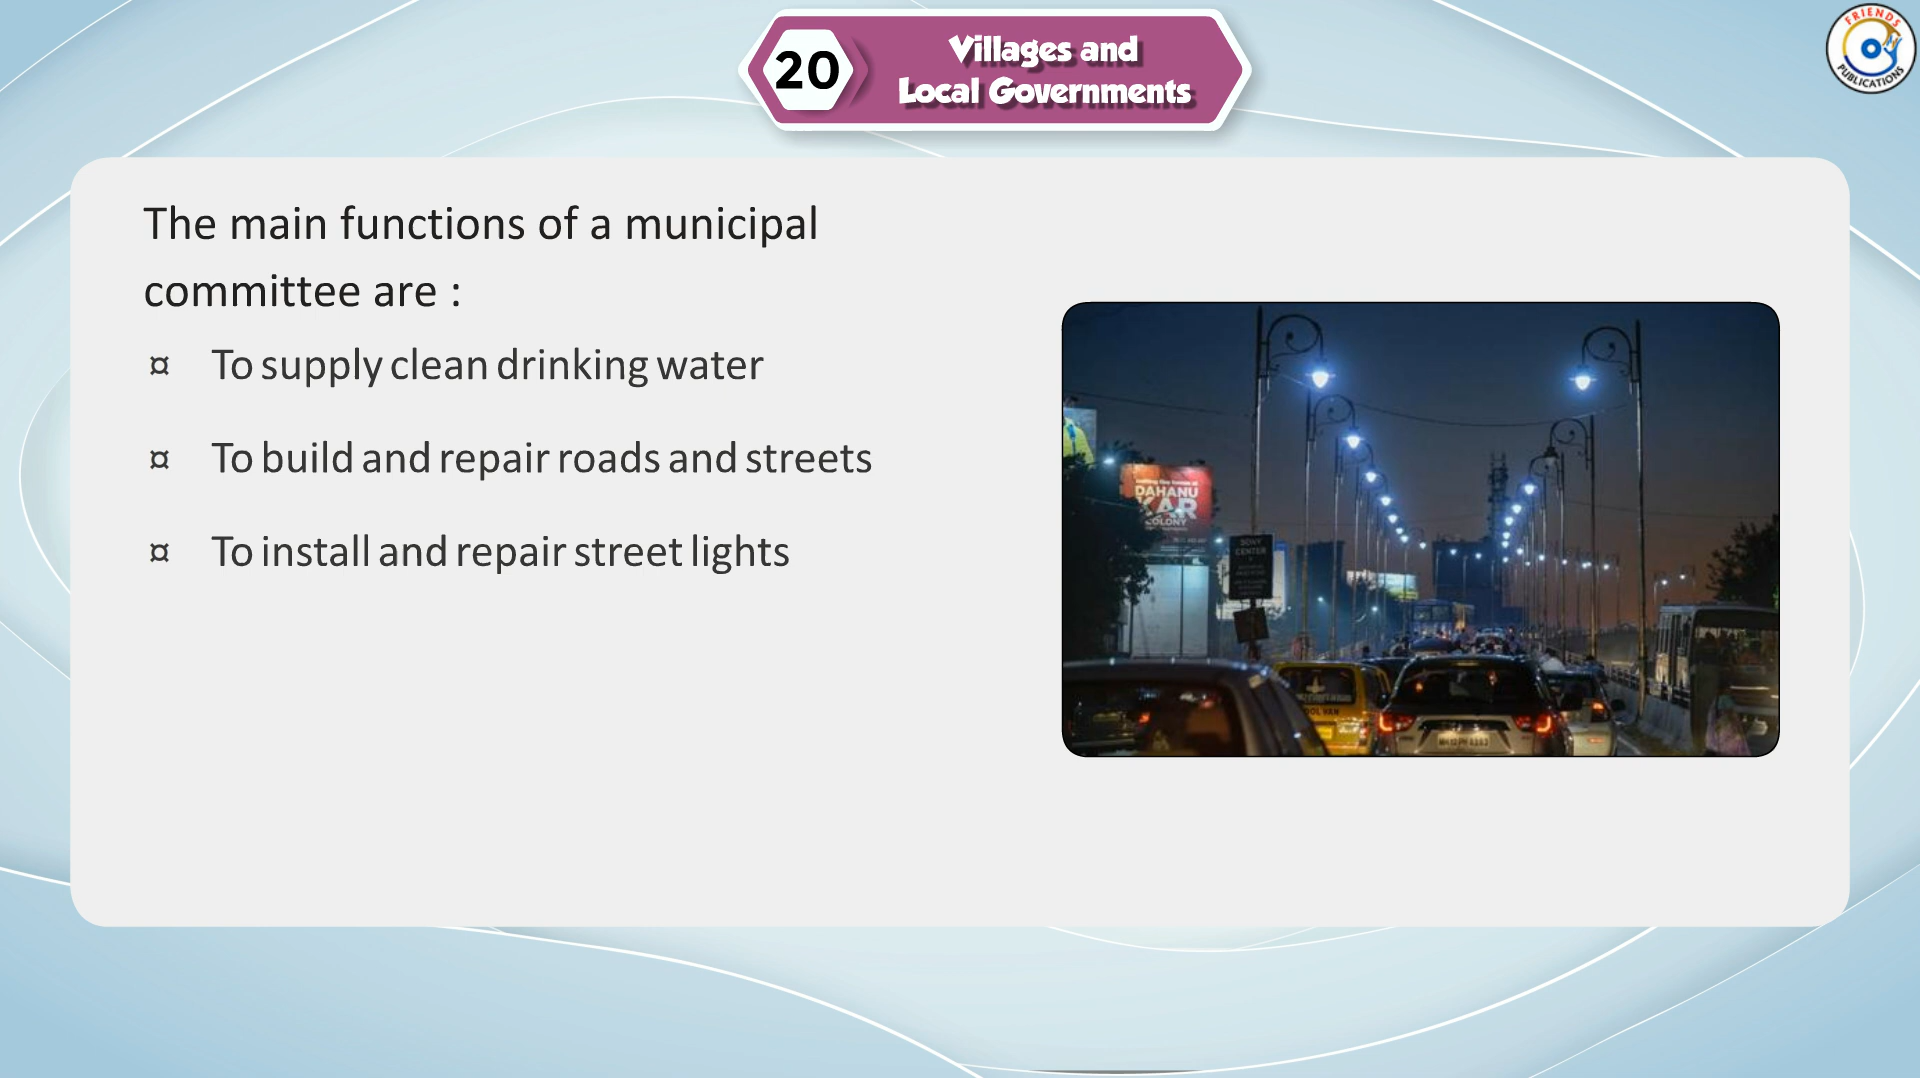 20
Villages and
Local Governments
FRIENDS
PUBLICATIONS
The main functions of a municipal
committee are :
¤ To supply clean drinking water
¤ To build and repair roads and streets
¤ To install and repair street lights
DAHANU
KAR
COLONY
SONY
CENTER